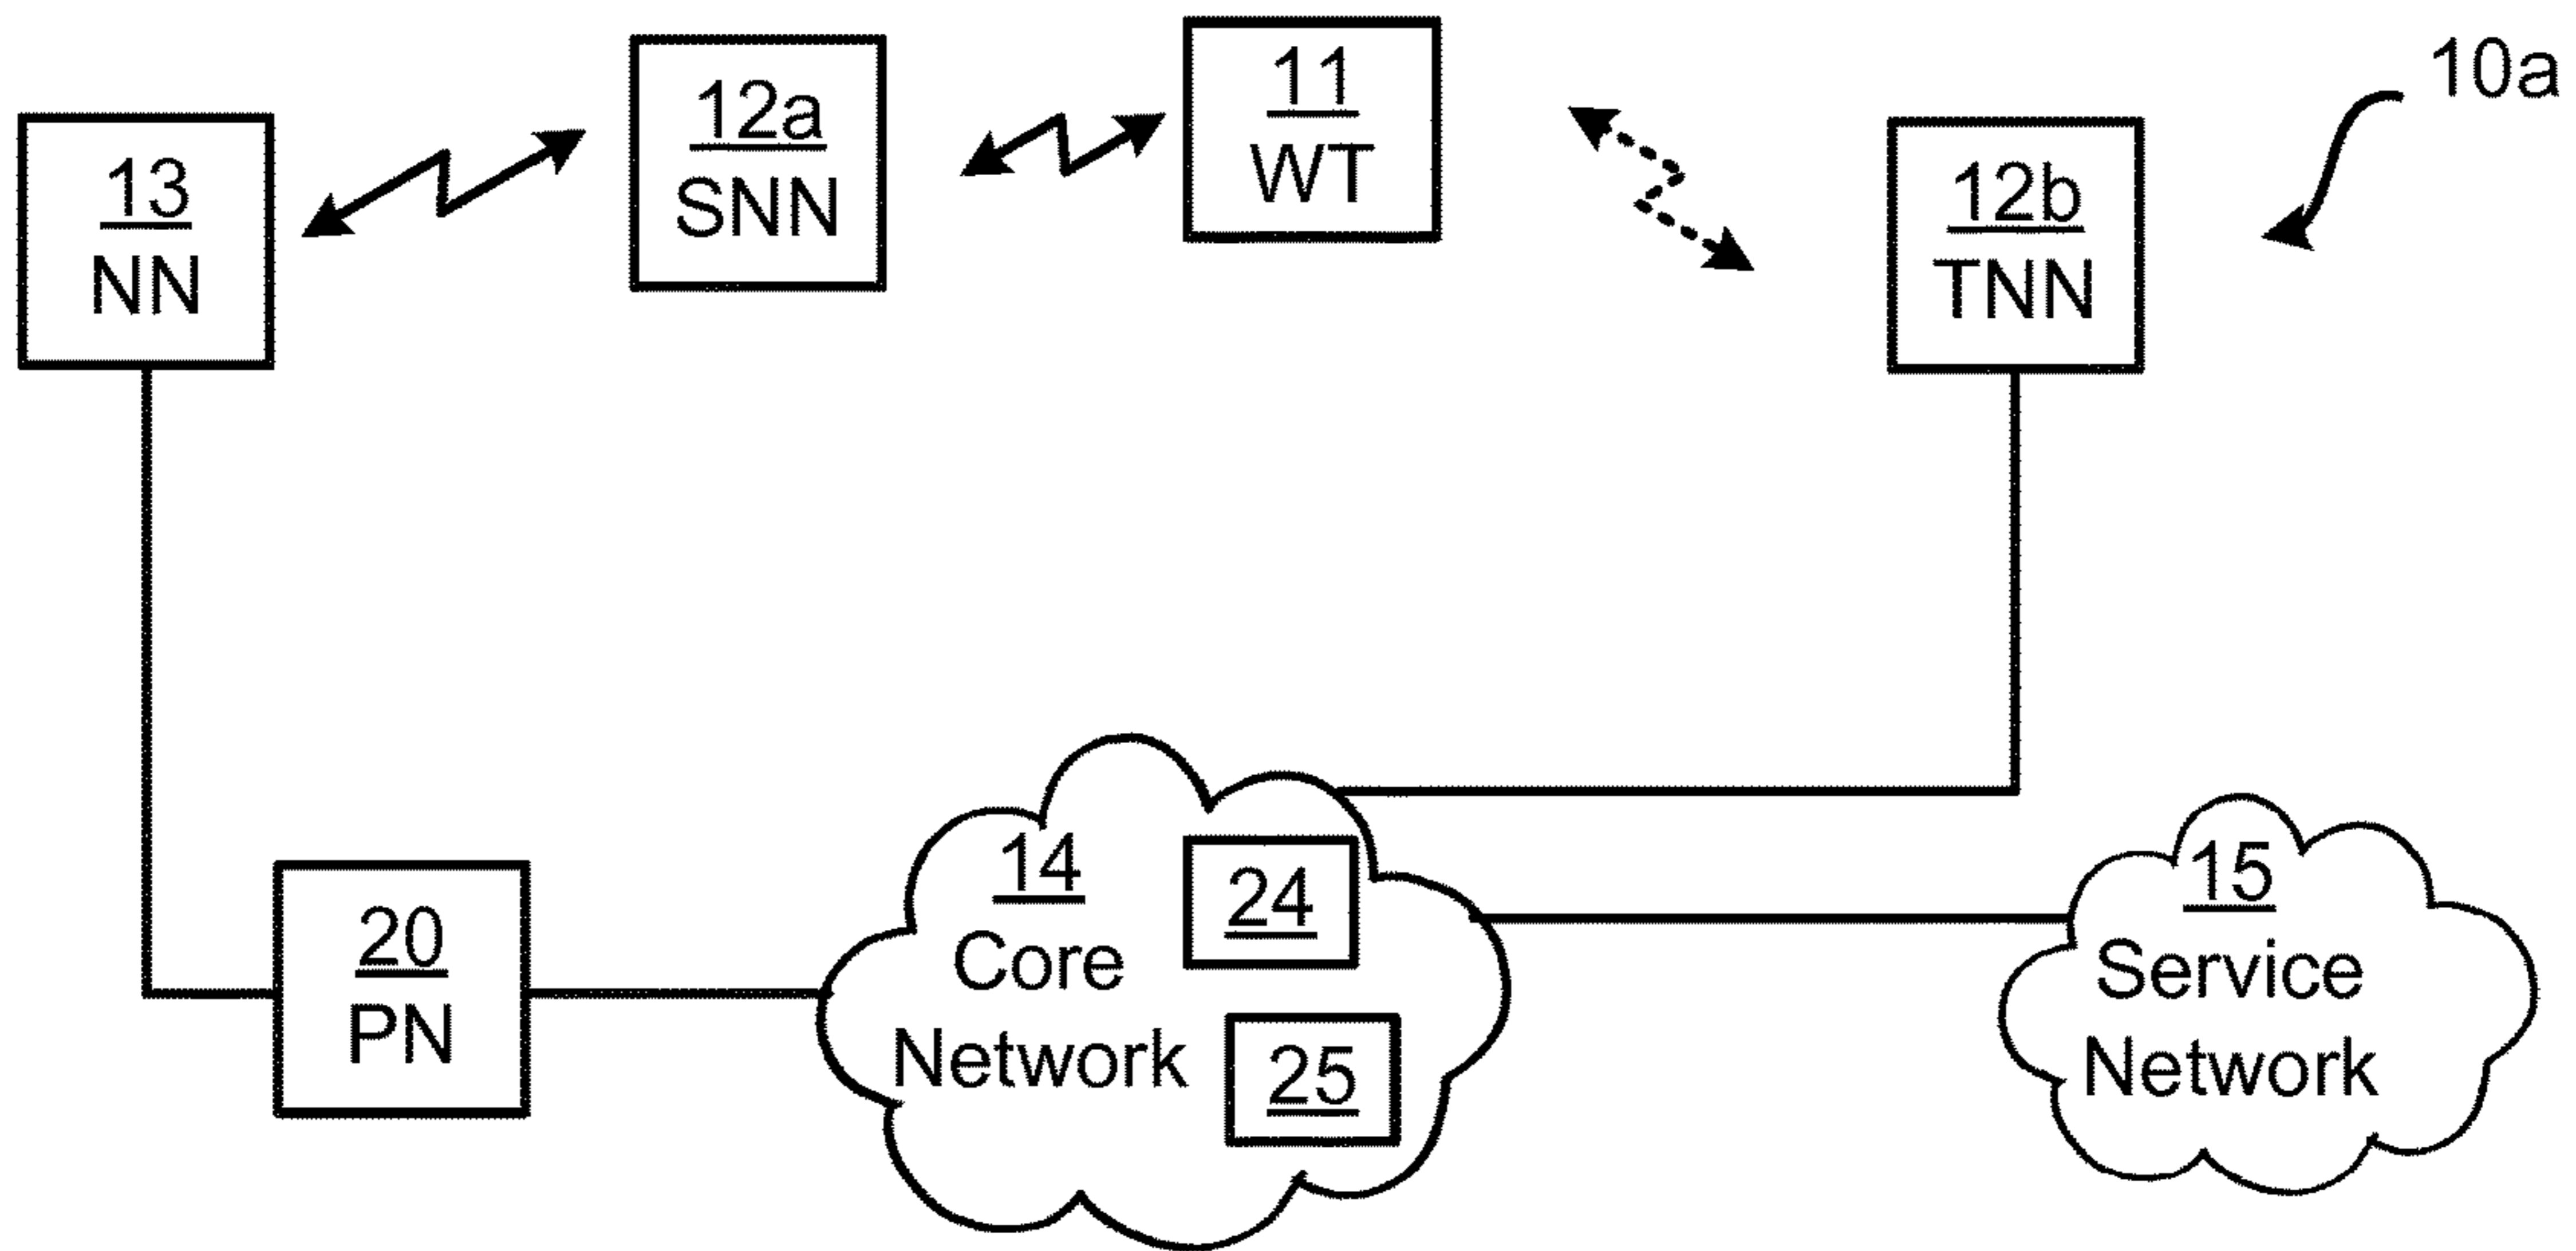 13
NN
12a
SNN
11
WT
12b
TNN
10a
20
PN
14
Core
Network
24
25
15
Service
Network